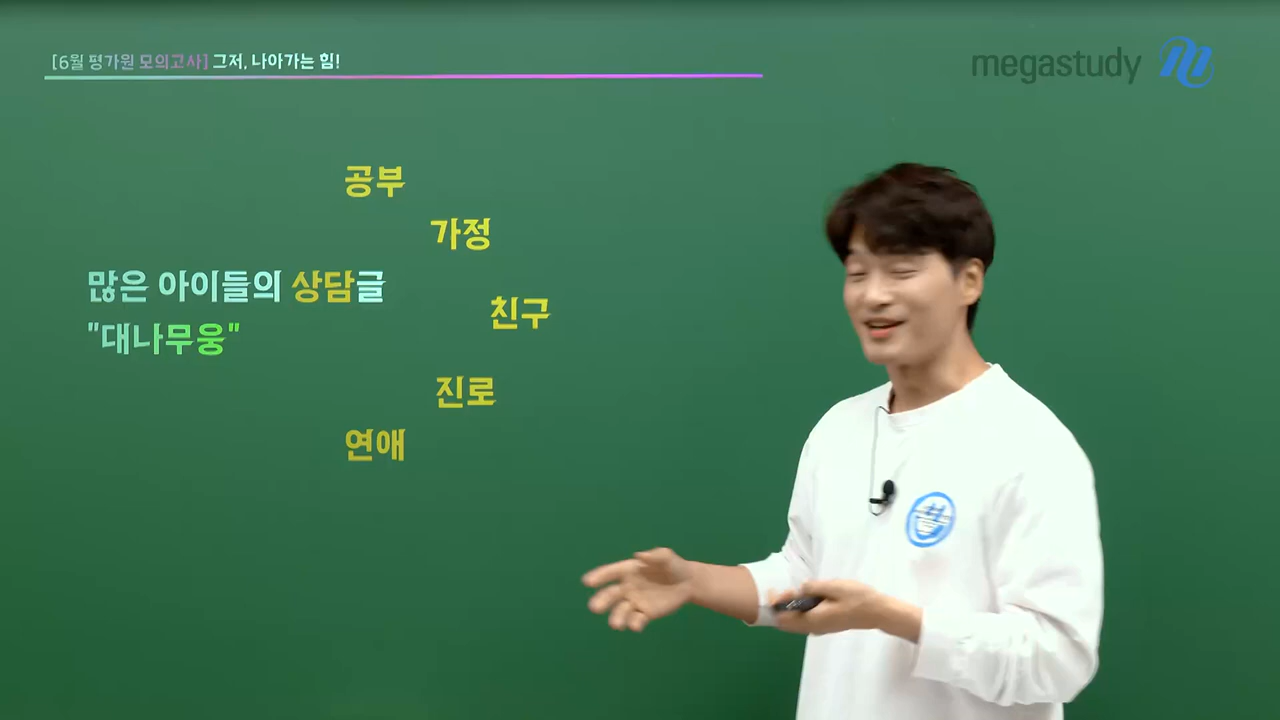 [6월 평가원 모의고사] 그저, 나아가는 힘!
megastudy
공부
가정
많은 아이들의 상담글
친구
"대나무웅"
진로
연애